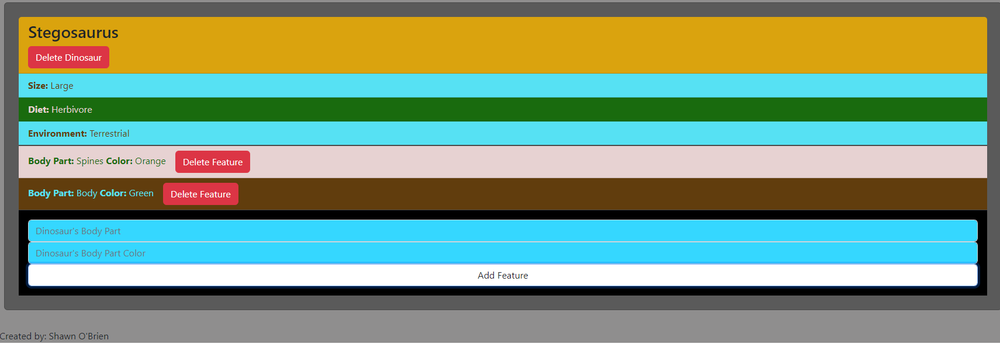 Stegosaurus
Delete Dinosaur
Size: Large
Diet: Herbivore
Environment: Terrestrial
Body Part: Spines Color: Orange Delete Feature
Body Part: Body Color: Green Delete Feature
Dinosaur's Body Part
Dinosaur's Body Part Color
Add Feature
Created by: Shawn O'Brien